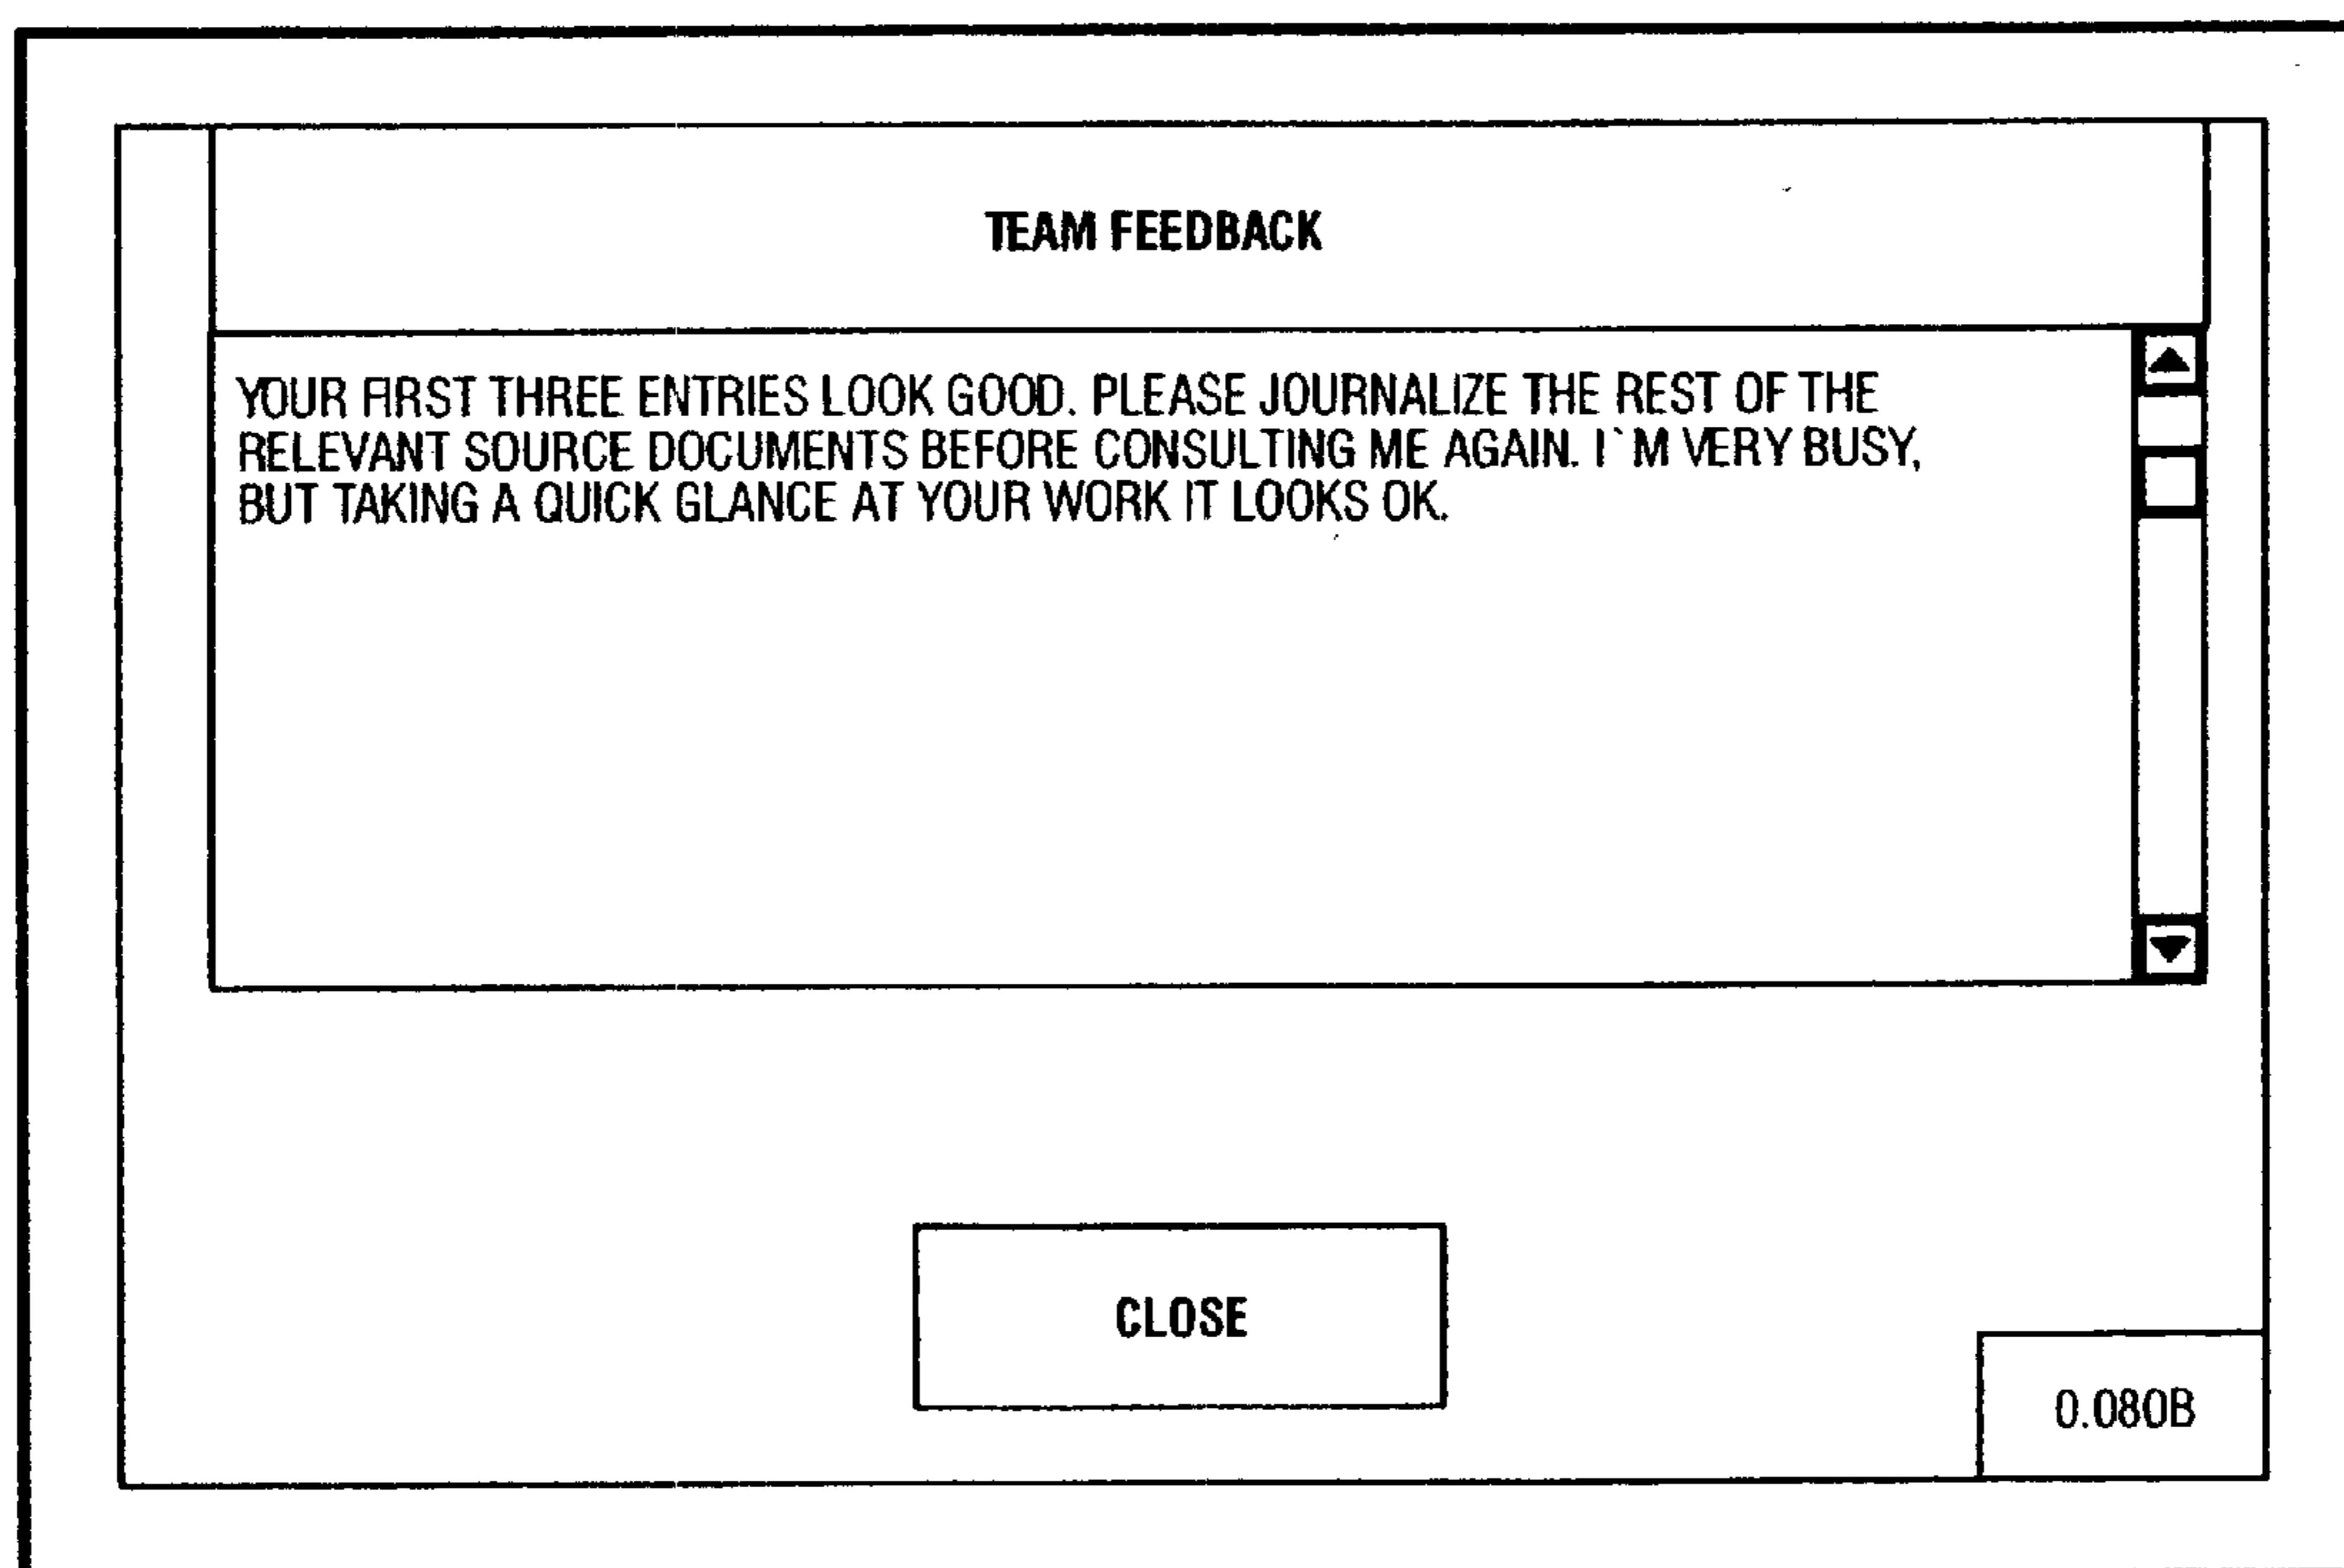 TEAM FEEDBACK
YOUR FIRST THREE ENTRIES LOOK GOOD. PLEASE JOURNALIZE THE REST OF THE
RELEVANT SOURCE DOCUMENTS BEFORE CONSULTING ME AGAIN. I`M VERY BUSY,
BUT TAKING A QUICK GLANCE AT YOUR WORK IT LOOKS OK.
CLOSE
0.080B